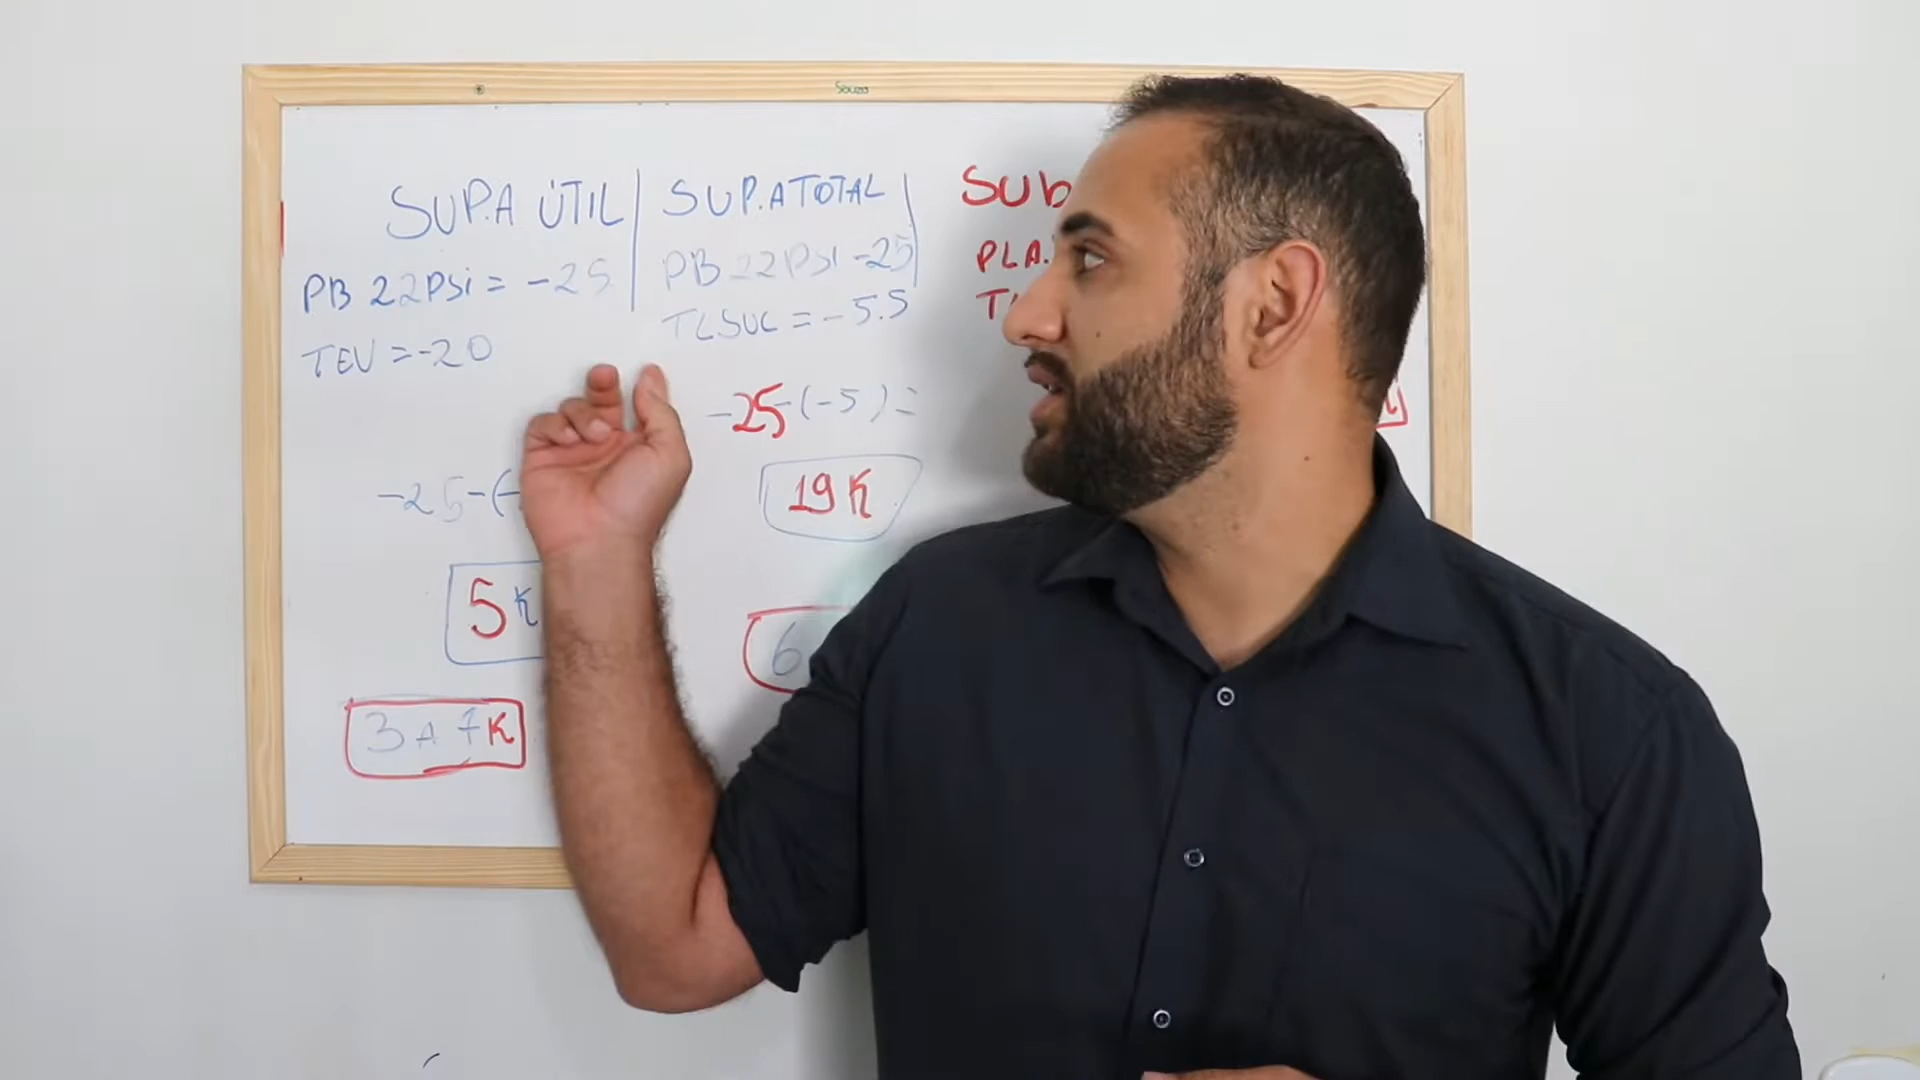 Souza
SUP.A ÚTIL
PB 22PSi = -25
TEV = -20
-25-(-
5K
3 A 7K
SUP.A TOTAL
PB 22PSI -25
TLSUC = -5.5
-25-(-5)=
19K
6
SUb
PLA.